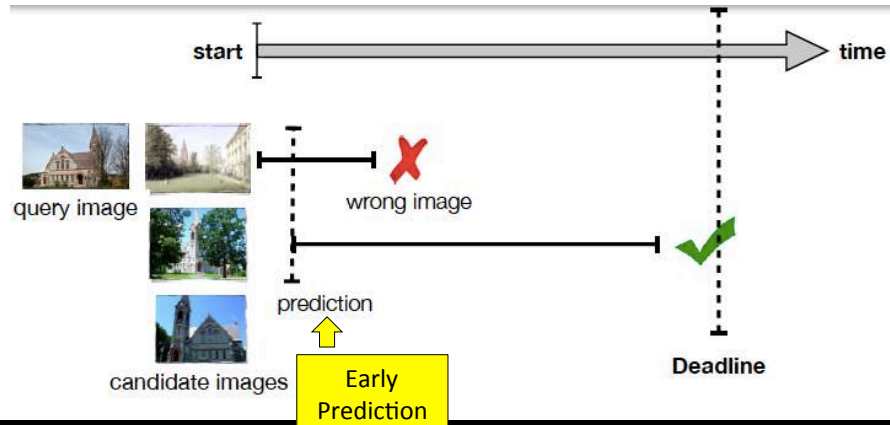 start
time
query image
wrong image
prediction
candidate images
Early
Prediction
Deadline